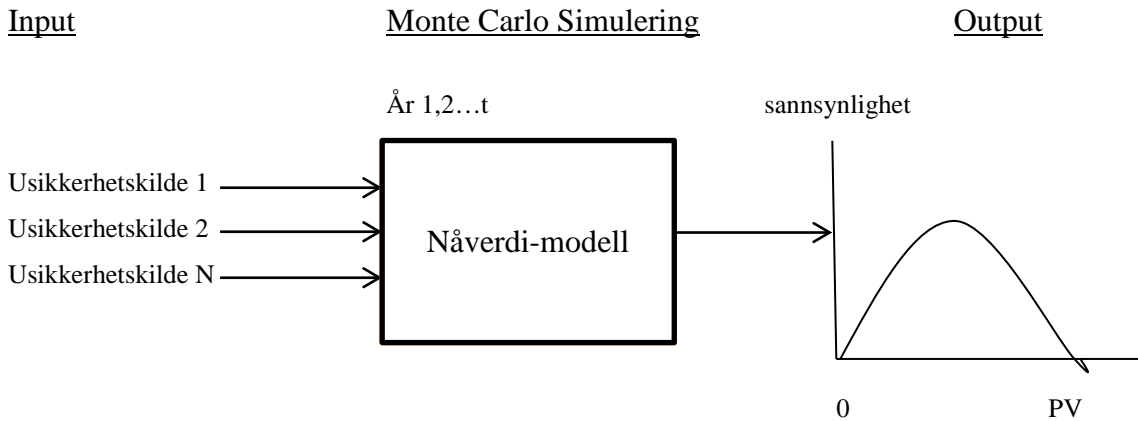 Input
Monte Carlo Simulering
Output
År 1,2…t
sannsynlighet
Usikkerhetskilde 1
Usikkerhetskilde 2
Usikkerhetskilde N
Nåverdi-modell
0
PV